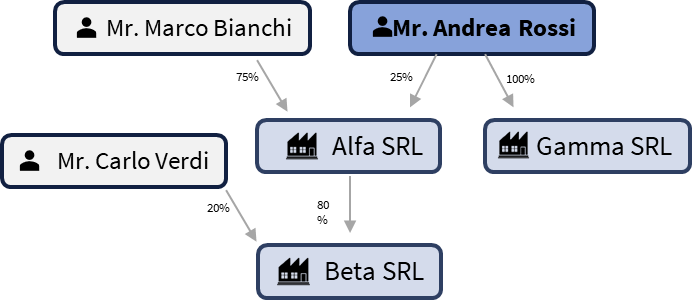 Mr. Marco Bianchi
Mr. Andrea Rossi
75%
25%
100%
Alfa SRL
Gamma SRL
Mr. Carlo Verdi
20%
80
%
Beta SRL